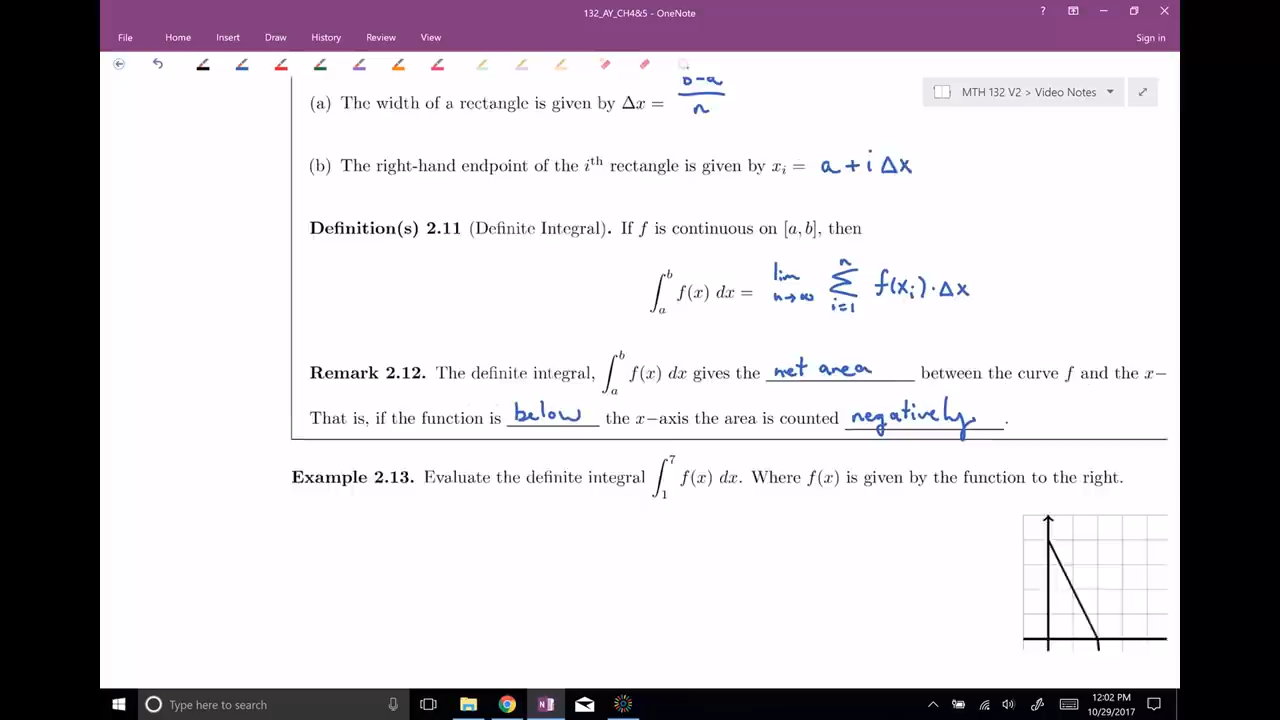 132_AY_CH4&5 - OneNote
?
File Home Insert Draw History Review View Sign in
MTH 132 V2 > Video Notes
(a) The width of a rectangle is given by Δx = b-a/n
(b) The right-hand endpoint of the iᵗʰ rectangle is given by xᵢ = a + i Δx
Definition(s) 2.11 (Definite Integral). If f is continuous on [a, b], then
∫ₐᵇ f(x) dx = lim n→∞ Σ i=1 n f(xᵢ)·Δx
Remark 2.12. The definite integral, ∫ₐᵇ f(x) dx gives the net area between the curve f and the x−
That is, if the function is below the x−axis the area is counted negatively.
Example 2.13. Evaluate the definite integral ∫₁⁷ f(x) dx. Where f(x) is given by the function to the right.
Type here to search
12:02 PM
10/29/2017